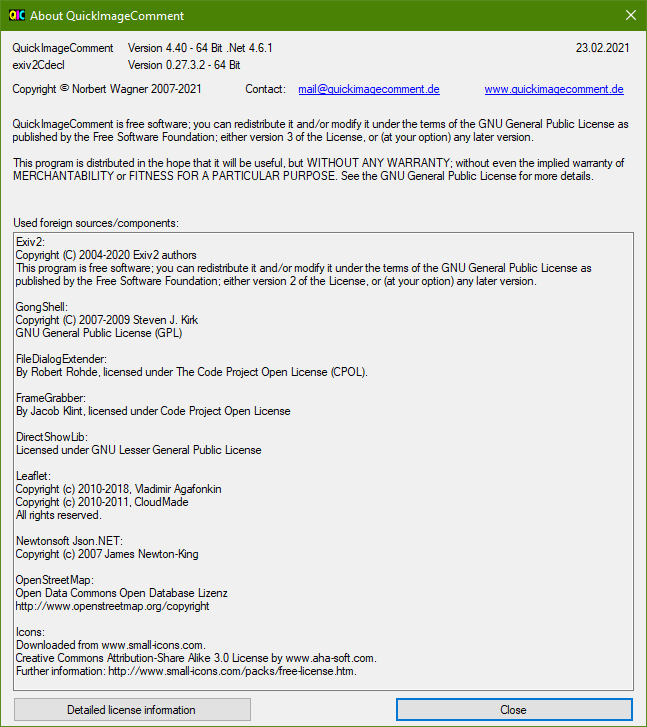 QIC About QuickImageComment
QuickImageComment Version 4.40 - 64 Bit .Net 4.6.1 23.02.2021
exiv2Cdecl Version 0.27.3.2 - 64 Bit
Copyright © Norbert Wagner 2007-2021 Contact: mail@quickimagecomment.de www.quickimagecomment.de
QuickImageComment is free software; you can redistribute it and/or modify it under the terms of the GNU General Public License as
published by the Free Software Foundation; either version 3 of the License, or (at your option) any later version.
This program is distributed in the hope that it will be useful, but WITHOUT ANY WARRANTY; without even the implied warranty of
MERCHANTABILITY or FITNESS FOR A PARTICULAR PURPOSE. See the GNU General Public License for more details.
Used foreign sources/components:
Exiv2:
Copyright (C) 2004-2020 Exiv2 authors
This program is free software; you can redistribute it and/or modify it under the terms of the GNU General Public License as
published by the Free Software Foundation; either version 2 of the License, or (at your option) any later version.
GongShell:
Copyright (C) 2007-2009 Steven J. Kirk
GNU General Public License (GPL)
FileDialogExtender:
By Robert Rohde, licensed under The Code Project Open License (CPOL).
FrameGrabber:
By Jacob Klint, licensed under Code Project Open License
DirectShowLib:
Licensed under GNU Lesser General Public License
Leaflet:
Copyright (c) 2010-2018, Vladimir Agafonkin
Copyright (c) 2010-2011, CloudMade
All rights reserved.
Newtonsoft Json.NET:
Copyright (c) 2007 James Newton-King
OpenStreetMap:
Open Data Commons Open Database Lizenz
http://www.openstreetmap.org/copyright
Icons:
Downloaded from www.small-icons.com.
Creative Commons Attribution-Share Alike 3.0 License by www.aha-soft.com.
Further information: http://www.small-icons.com/packs/free-license.htm.
Detailed license information Close